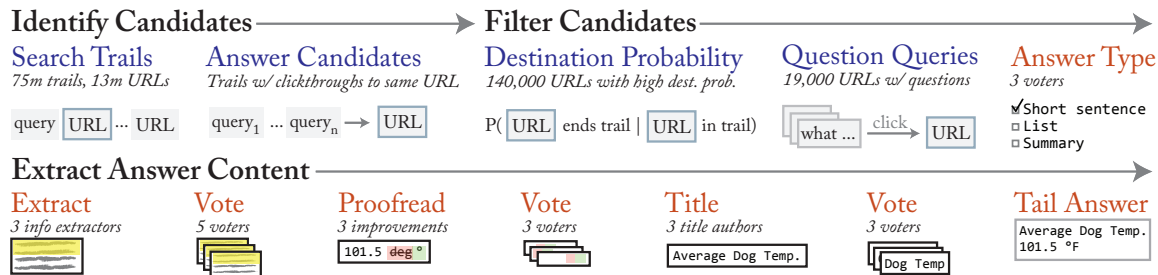 Identify Candidates
Filter Candidates
Search Trails
75m trails, 13m URLs
query URL ... URL
Answer Candidates
Trails w/ clickthroughs to same URL
query1 ... queryn URL
Destination Probability
140,000 URLs with high dest. prob.
P( URL ends trail | URL in trail)
Question Queries
19,000 URLs w/ questions
what ... click URL
Answer Type
3 voters
Short sentence
List
Summary
Extract Answer Content
Extract
3 info extractors
Vote
5 voters
Proofread
3 improvements
101.5 deg °
Vote
3 voters
Title
3 title authors
Average Dog Temp.
Vote
3 voters
Dog Temp
Tail Answer
Average Dog Temp.
101.5 °F